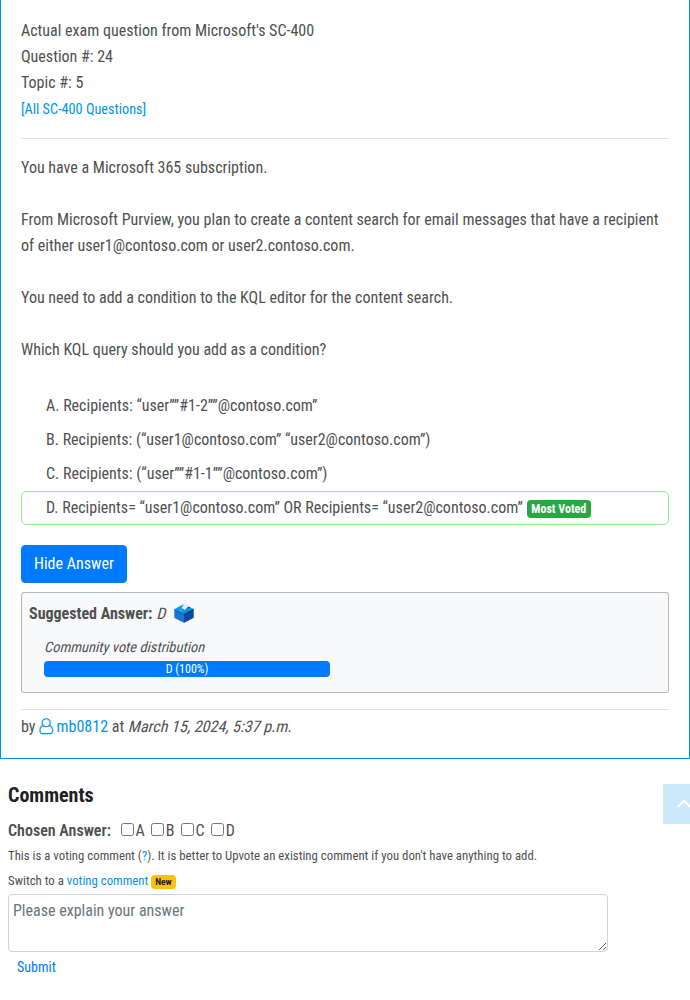 Actual exam question from Microsoft's SC-400
Question #: 24
Topic #: 5
[All SC-400 Questions]
You have a Microsoft 365 subscription.
From Microsoft Purview, you plan to create a content search for email messages that have a recipient
of either user1@contoso.com or user2.contoso.com.
You need to add a condition to the KQL editor for the content search.
Which KQL query should you add as a condition?
A. Recipients: “user””#1-2””@contoso.com”
B. Recipients: (“user1@contoso.com” “user2@contoso.com”)
C. Recipients: (“user””#1-1””@contoso.com”)
D. Recipients= “user1@contoso.com” OR Recipients= “user2@contoso.com” Most Voted
Hide Answer
Suggested Answer: D
Community vote distribution
D (100%)
by mb0812 at March 15, 2024, 5:37 p.m.
Comments
Chosen Answer: A B C D
This is a voting comment (?). It is better to Upvote an existing comment if you don't have anything to add.
Switch to a voting comment New
Please explain your answer
Submit